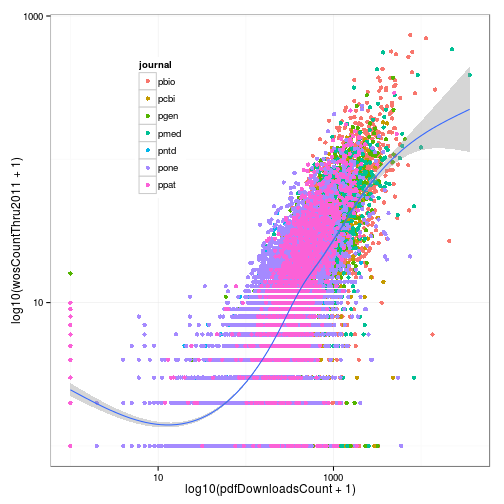 1000
journal
pbio
pcbi
pgen
pmed
pntd
pone
ppat
log10(wosCountThru2011 + 1)
10
10
1000
log10(pdfDownloadsCount + 1)